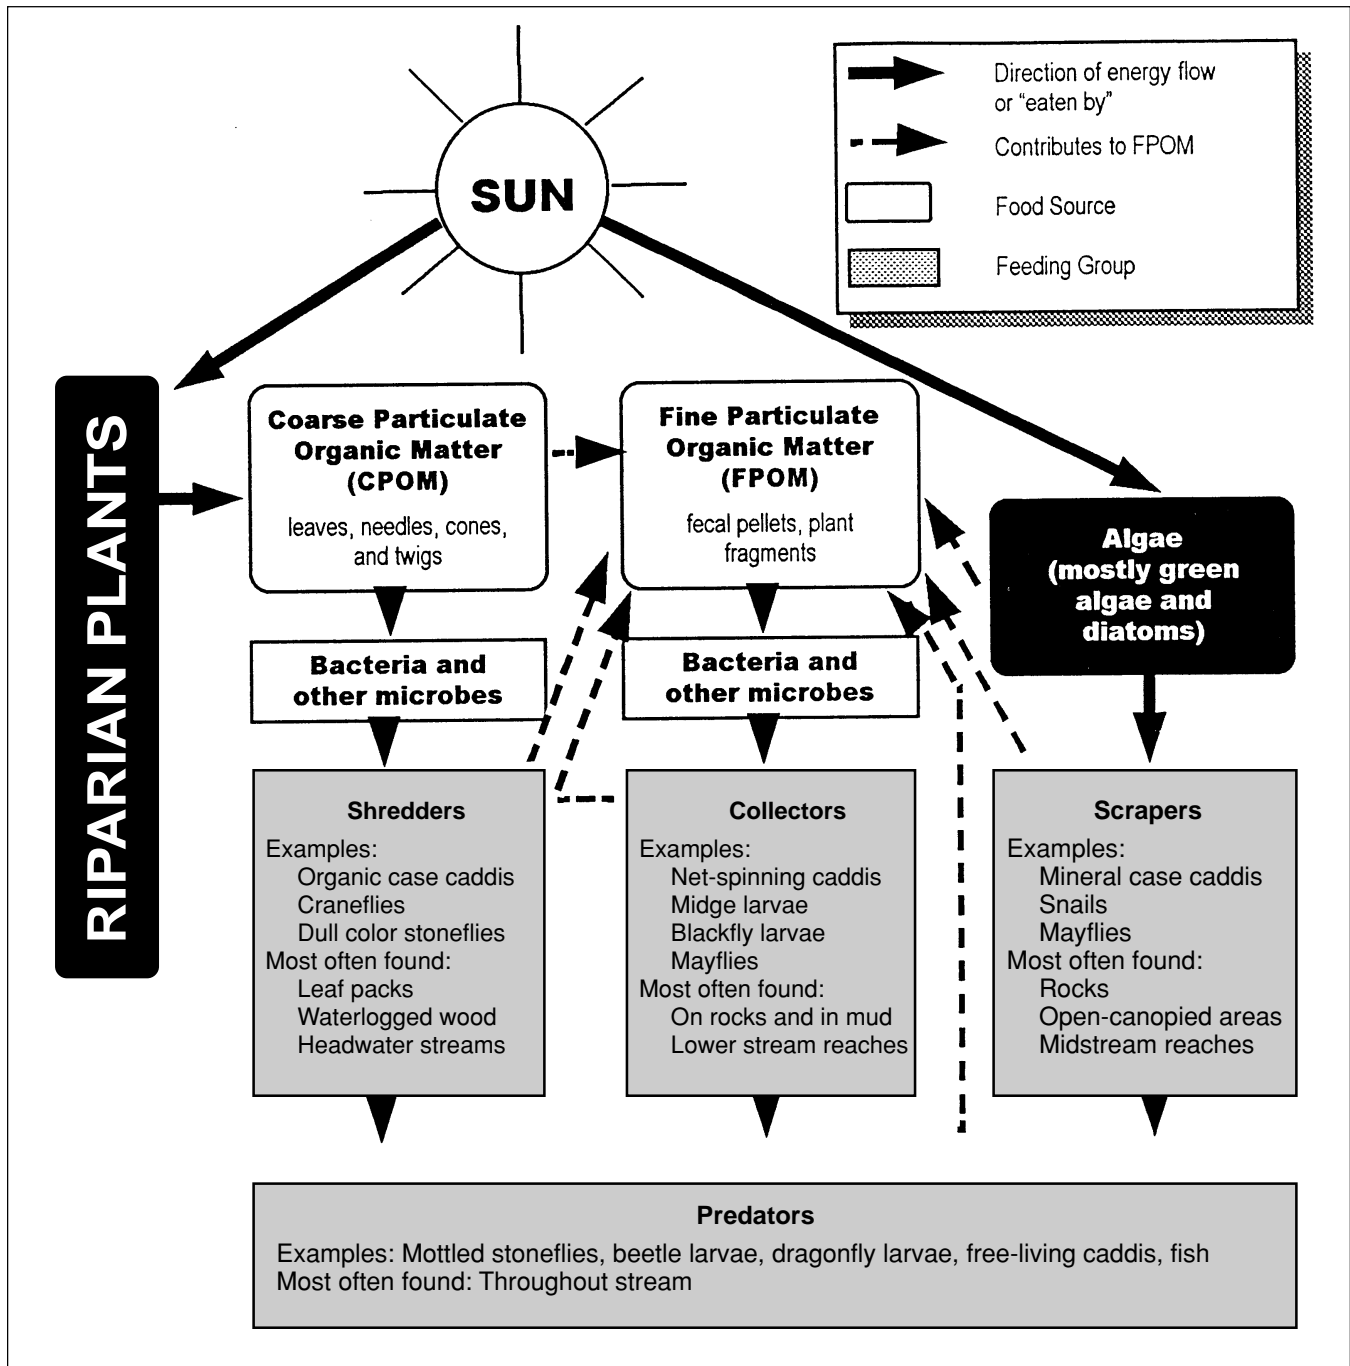 SUN
Direction of energy flow
or “eaten by”
Contributes to FPOM
Food Source
Feeding Group
RIPARIAN PLANTS
Coarse Particulate
Organic Matter
(CPOM)
leaves, needles, cones,
and twigs
Fine Particulate
Organic Matter
(FPOM)
fecal pellets, plant
fragments
Algae
(mostly green
algae and
diatoms)
Bacteria and
other microbes
Bacteria and
other microbes
Shredders
Examples:
Organic case caddis
Craneflies
Dull color stoneflies
Most often found:
Leaf packs
Waterlogged wood
Headwater streams
Collectors
Examples:
Net-spinning caddis
Midge larvae
Blackfly larvae
Mayflies
Most often found:
On rocks and in mud
Lower stream reaches
Scrapers
Examples:
Mineral case caddis
Snails
Mayflies
Most often found:
Rocks
Open-canopied areas
Midstream reaches
Predators
Examples: Mottled stoneflies, beetle larvae, dragonfly larvae, free-living caddis, fish
Most often found: Throughout stream